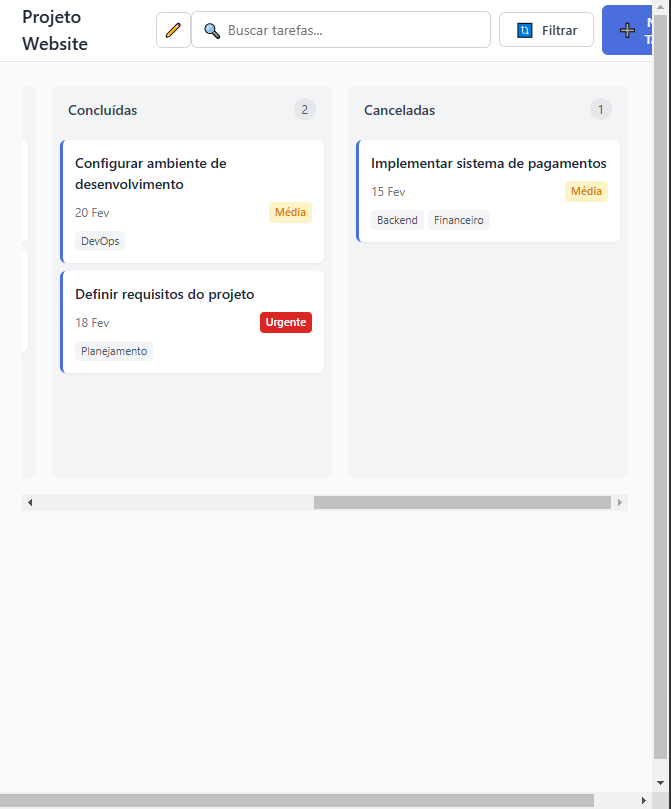 Projeto
Website
Buscar tarefas...
Filtrar
Concluídas
2
Configurar ambiente de
desenvolvimento
20 Fev
Média
DevOps
Definir requisitos do projeto
18 Fev
Urgente
Planejamento
Canceladas
1
Implementar sistema de pagamentos
15 Fev
Média
Backend
Financeiro